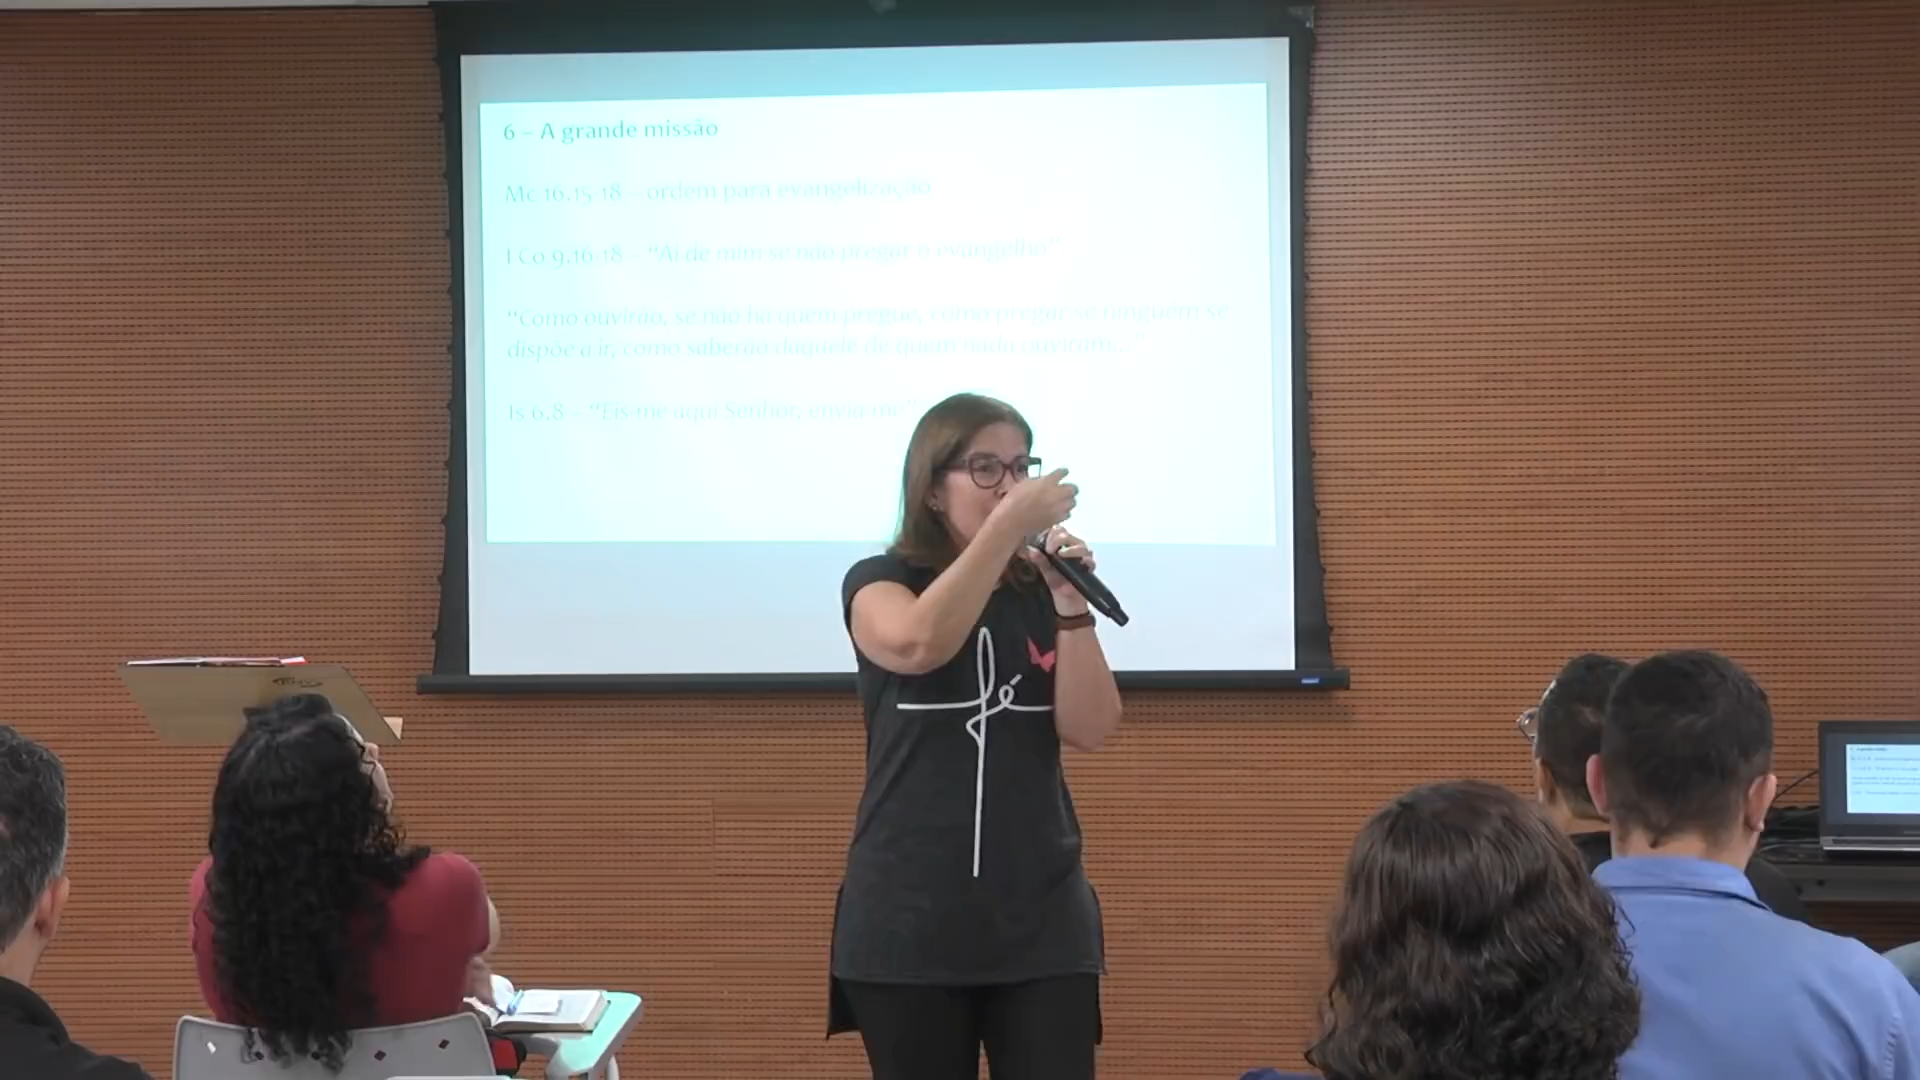 6 – A grande missão
Mc 16.15-18 – ordem para evangelização
I Co 9.16-18 – “Ai de mim se não pregar o evangelho”
“Como ouvirão, se não há quem pregue, como pregar se ninguém se
dispõe a ir, como saberão daquele de quem nada ouviram...”
Is 6.8 – “Eis-me aqui Senhor, envia-me”
fé